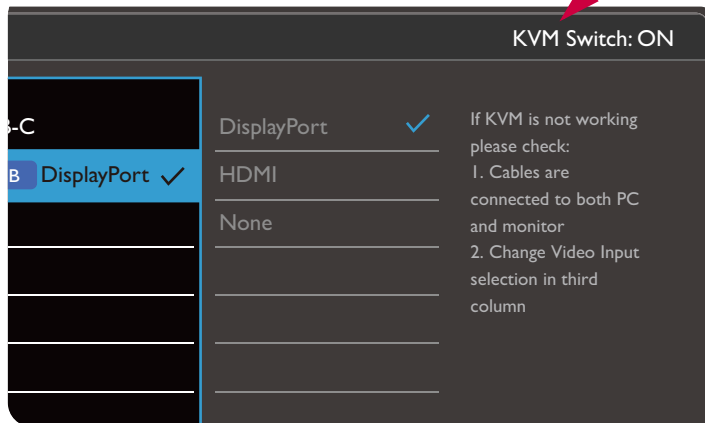 KVM Switch: ON
-C
B DisplayPort
DisplayPort
HDMI
None
If KVM is not working
please check:
1. Cables are
connected to both PC
and monitor
2. Change Video Input
selection in third
column